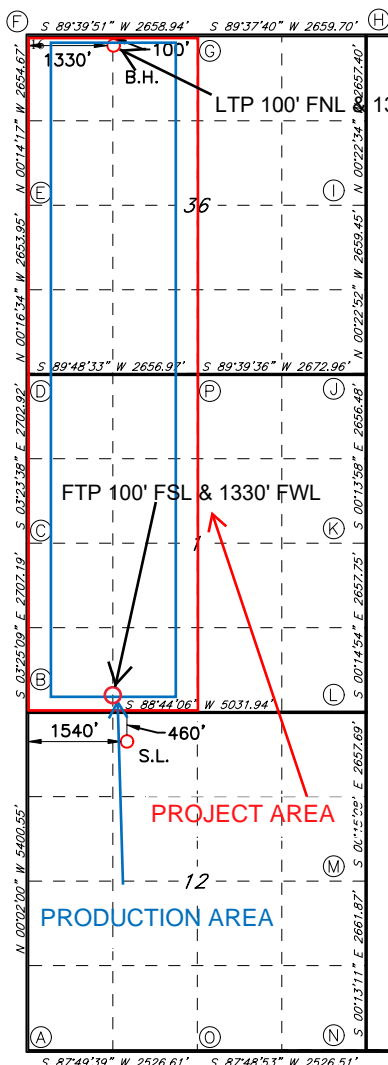 F
S 89°39'51" W 2658.94'
S 89°37'40" W 2659.70'
H
1330'
100'
B.H.
G
LTP 100' FNL & 13
N 00°14'17" W 2654.67'
N 00°22'34" W 2657.40'
E
36
I
N 00°16'34" W 2653.95'
N 00°22'52" W 2659.45'
S 89°48'33" W 2656.97'
S 89°39'36" W 2672.96'
D
P
J
S 03°23'38" E 2702.92'
S 00°13'58" E 2656.48'
FTP 100' FSL & 1330' FWL
C
1
K
S 03°25'09" E 2707.19'
S 00°14'54" E 2657.75'
B
S 88°44'06" W 5031.94'
L
1540'
460'
S.L.
PROJECT AREA
N 00°02'00" W 5400.55'
E 2657.69'
M
12
PRODUCTION AREA
S 00°13'11" E 2661.87'
A
O
N
S 87°49'39" W 2526.61'
S 87°48'53" W 2526.51'